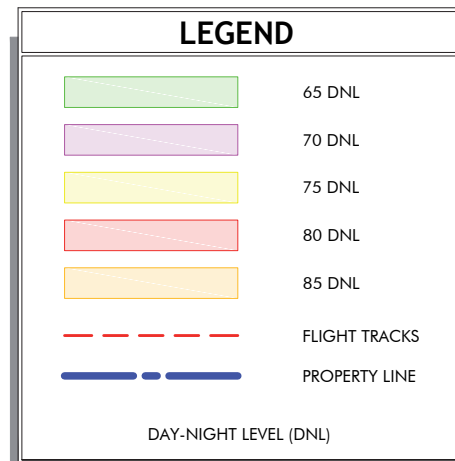 LEGEND
65 DNL
70 DNL
75 DNL
80 DNL
85 DNL
FLIGHT TRACKS
PROPERTY LINE
DAY-NIGHT LEVEL (DNL)